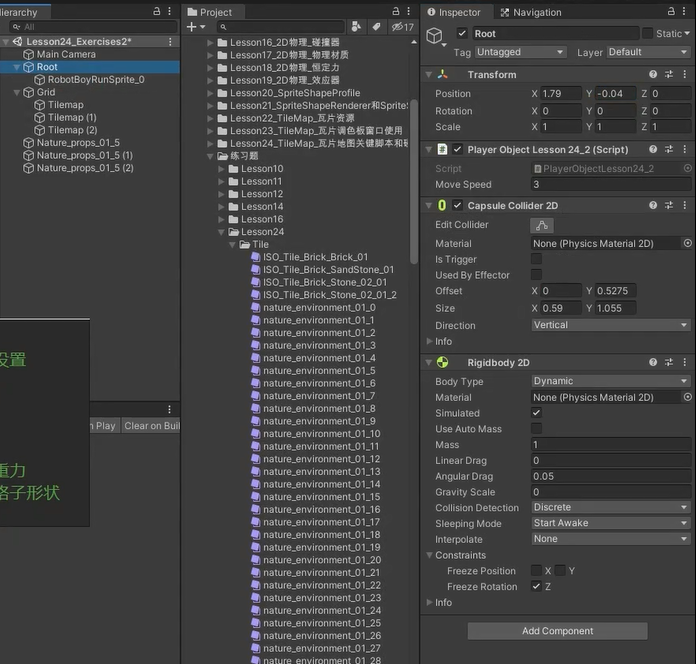 Hierarchy
All
Lesson24_Exercises2*
Main Camera
Root
RobotBoyRunSprite_0
Grid
Tilemap
Tilemap (1)
Tilemap (2)
Nature_props_01_5
Nature_props_01_5 (1)
Nature_props_01_5 (2)
设置
重力
格子形状
n Play
Clear on Buil
Project
17
Lesson16_2D物理_碰撞器
Lesson17_2D物理_物理材质
Lesson18_2D物理_恒定力
Lesson19_2D物理_效应器
Lesson20_SpriteShapeProfile
Lesson21_SpriteShapeRenderer和Sprite
Lesson22_TileMap_瓦片资源
Lesson23_TileMap_瓦片调色板窗口使用
Lesson24_TileMap_瓦片地图关键脚本和
练习题
Lesson10
Lesson11
Lesson12
Lesson14
Lesson16
Lesson24
Tile
ISO_Tile_Brick_Brick_01
ISO_Tile_Brick_SandStone_01
ISO_Tile_Brick_Stone_02_01
ISO_Tile_Brick_Stone_02_01_2
nature_environment_01_0
nature_environment_01_1
nature_environment_01_2
nature_environment_01_3
nature_environment_01_4
nature_environment_01_5
nature_environment_01_6
nature_environment_01_7
nature_environment_01_8
nature_environment_01_9
nature_environment_01_10
nature_environment_01_11
nature_environment_01_12
nature_environment_01_13
nature_environment_01_14
nature_environment_01_15
nature_environment_01_16
nature_environment_01_17
nature_environment_01_18
nature_environment_01_19
nature_environment_01_20
nature_environment_01_21
nature_environment_01_22
nature_environment_01_23
nature_environment_01_24
nature_environment_01_25
nature_environment_01_26
nature_environment_01_27
nature_environment_01_28
Inspector
Navigation
Root
Static
Tag Untagged Layer Default
Transform
Position X 1.79 Y -0.04 Z 0
Rotation X 0 Y 0 Z 0
Scale X 1 Y 1 Z 1
Player Object Lesson 24_2 (Script)
Script PlayerObjectLesson24_2
Move Speed 3
Capsule Collider 2D
Edit Collider
Material None (Physics Material 2D)
Is Trigger
Used By Effector
Offset X 0 Y 0.5275
Size X 0.59 Y 1.055
Direction Vertical
Info
Rigidbody 2D
Body Type Dynamic
Material None (Physics Material 2D)
Simulated
Use Auto Mass
Mass 1
Linear Drag 0
Angular Drag 0.05
Gravity Scale 0
Collision Detection Discrete
Sleeping Mode Start Awake
Interpolate None
Constraints
Freeze Position X Y
Freeze Rotation Z
Info
Add Component